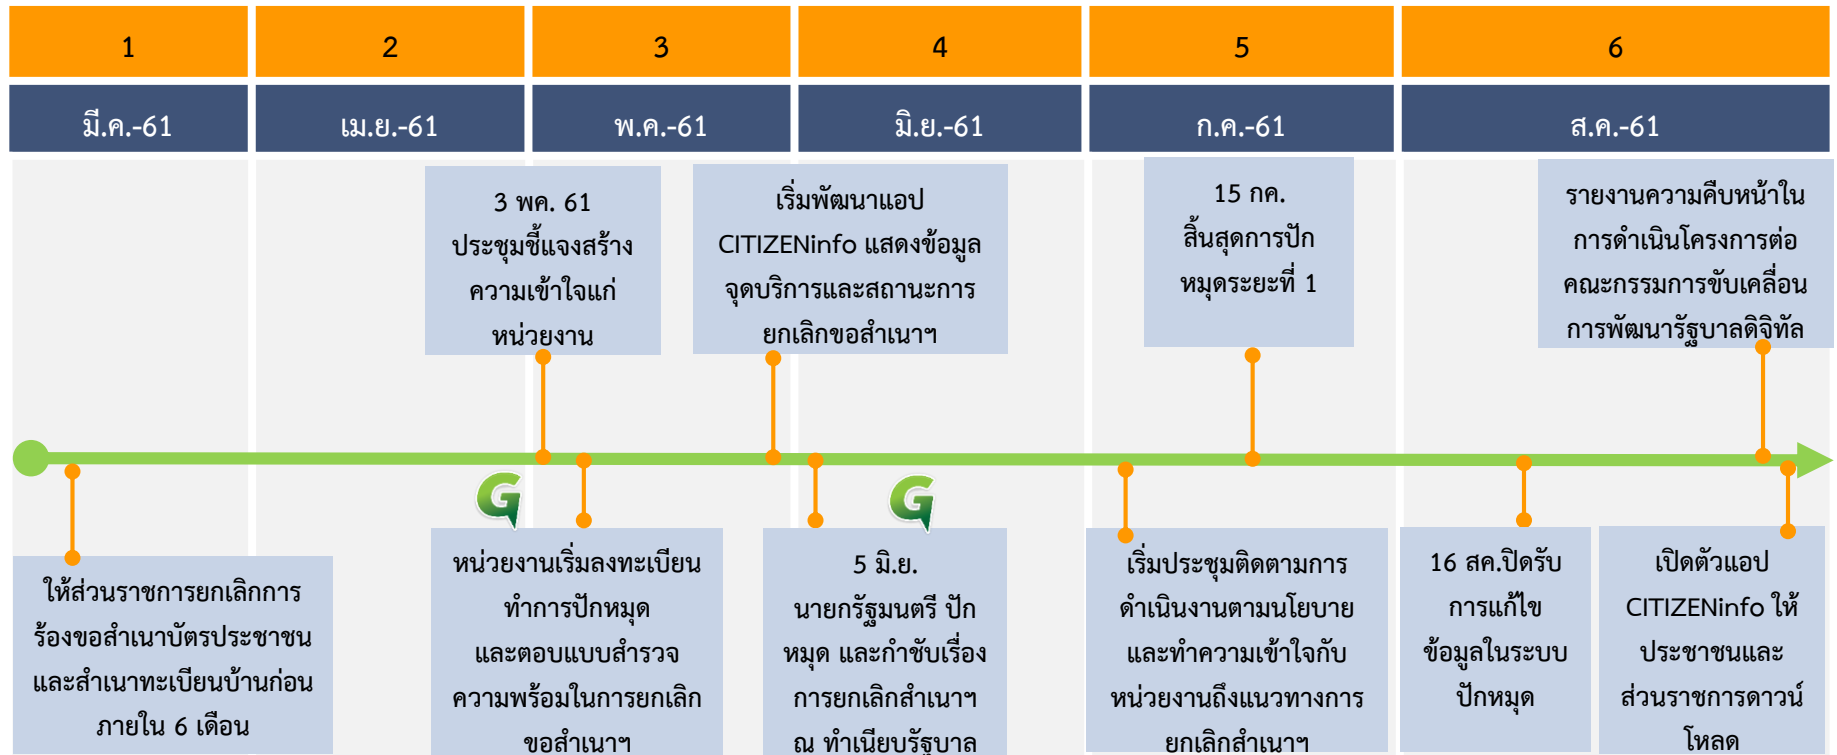 1
2
3
4
5
6
มี.ค.-61
เม.ย.-61
พ.ค.-61
มิ.ย.-61
ก.ค.-61
ส.ค.-61
3 พค. 61
ประชุมชี้แจงสร้าง
ความเข้าใจแก่
หน่วยงาน
เริ่มพัฒนาแอป
CITIZENinfo แสดงข้อมูล
จุดบริการและสถานะการ
ยกเลิกขอสำเนาฯ
15 กค.
สิ้นสุดการปัก
หมุดระยะที่ 1
รายงานความคืบหน้าใน
การดำเนินโครงการต่อ
คณะกรรมการขับเคลื่อน
การพัฒนารัฐบาลดิจิทัล
ให้ส่วนราชการยกเลิกการ
ร้องขอสำเนาบัตรประชาชน
และสำเนาทะเบียนบ้านก่อน
ภายใน 6 เดือน
G
หน่วยงานเริ่มลงทะเบียน
ทำการปักหมุด
และตอบแบบสำรวจ
ความพร้อมในการยกเลิก
ขอสำเนาฯ
G
5 มิ.ย.
นายกรัฐมนตรี ปัก
หมุด และกำชับเรื่อง
การยกเลิกสำเนาฯ
ณ ทำเนียบรัฐบาล
เริ่มประชุมติดตามการ
ดำเนินงานตามนโยบาย
และทำความเข้าใจกับ
หน่วยงานถึงแนวทางการ
ยกเลิกสำเนาฯ
16 สค.ปิดรับ
การแก้ไข
ข้อมูลในระบบ
ปักหมุด
เปิดตัวแอป
CITIZENinfo ให้
ประชาชนและ
ส่วนราชการดาวน์
โหลด